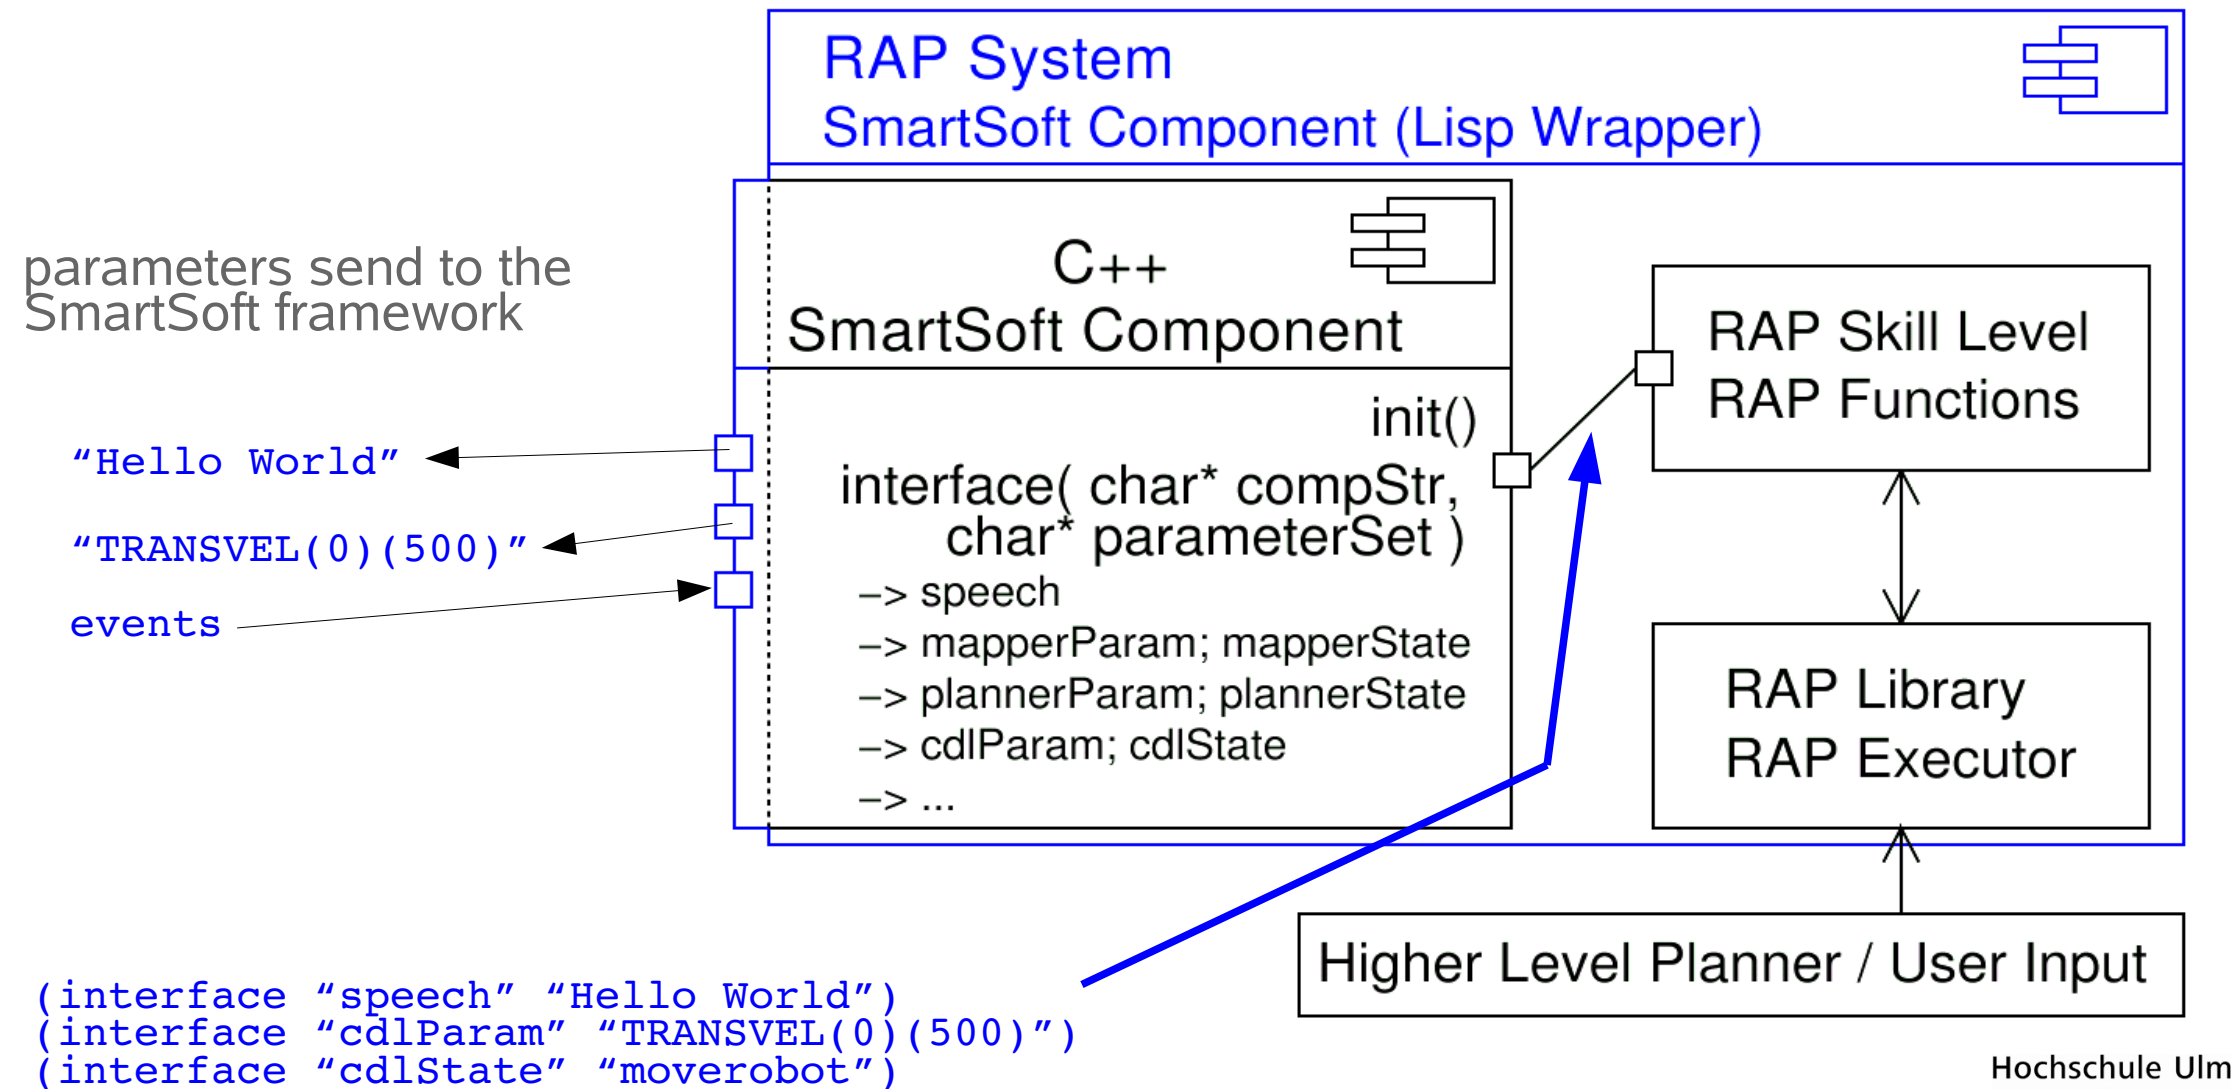 RAP System
SmartSoft Component (Lisp Wrapper)
C++
SmartSoft Component
parameters send to the
SmartSoft framework
“Hello World”
“TRANSVEL(0)(500)”
events
init()
interface( char* compStr,
char* parameterSet )
–> speech
–> mapperParam; mapperState
–> plannerParam; plannerState
–> cdlParam; cdlState
–> ...
RAP Skill Level
RAP Functions
RAP Library
RAP Executor
Higher Level Planner / User Input
(interface “speech” “Hello World”)
(interface “cdlParam” “TRANSVEL(0)(500)”)
(interface “cdlState” “moverobot”)
Hochschule Ulm